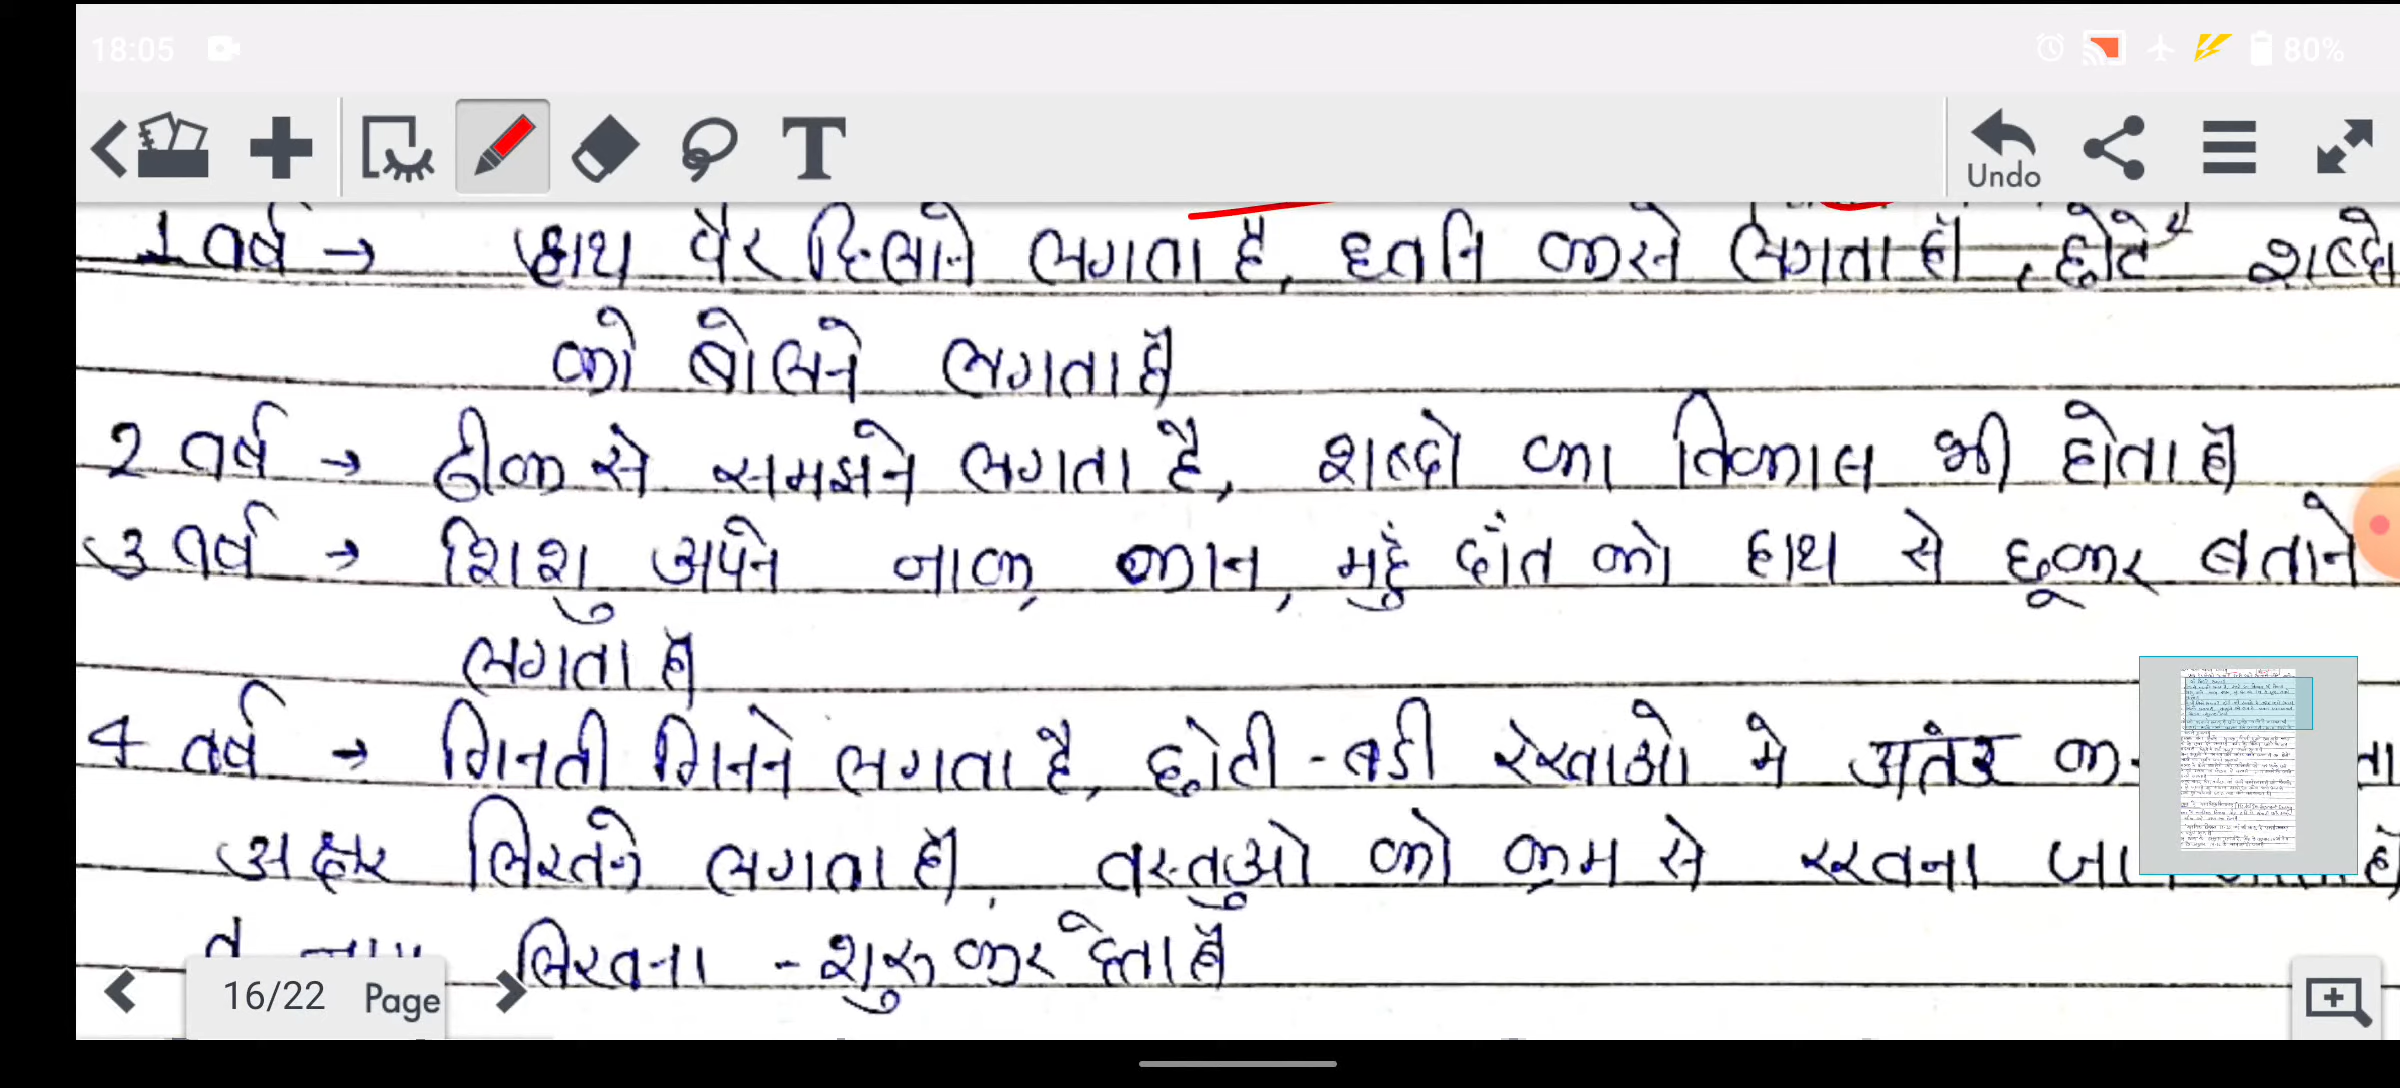 18:05 80%
Undo
1 वर्ष → हाथ पैर हिलाने लगता है, ध्वनि करने लगता है, छोटे २ शब्दो
को बोलने लगता है
2 वर्ष → ठीक से समझने लगता है, शब्दो का विकास भी होता है
3 वर्ष → शिशु अपने नाक, कान, मुहं दाँत को हाथ से छूकर बताने
लगता है
4 वर्ष → गिनती गिनने लगता है, छोटी - बडी रेखाओ मे अतंर
अक्षर लिखने लगता है, वस्तुओ को क्रम से रखना है
लिखना - शुरू कर देता है
16/22 Page